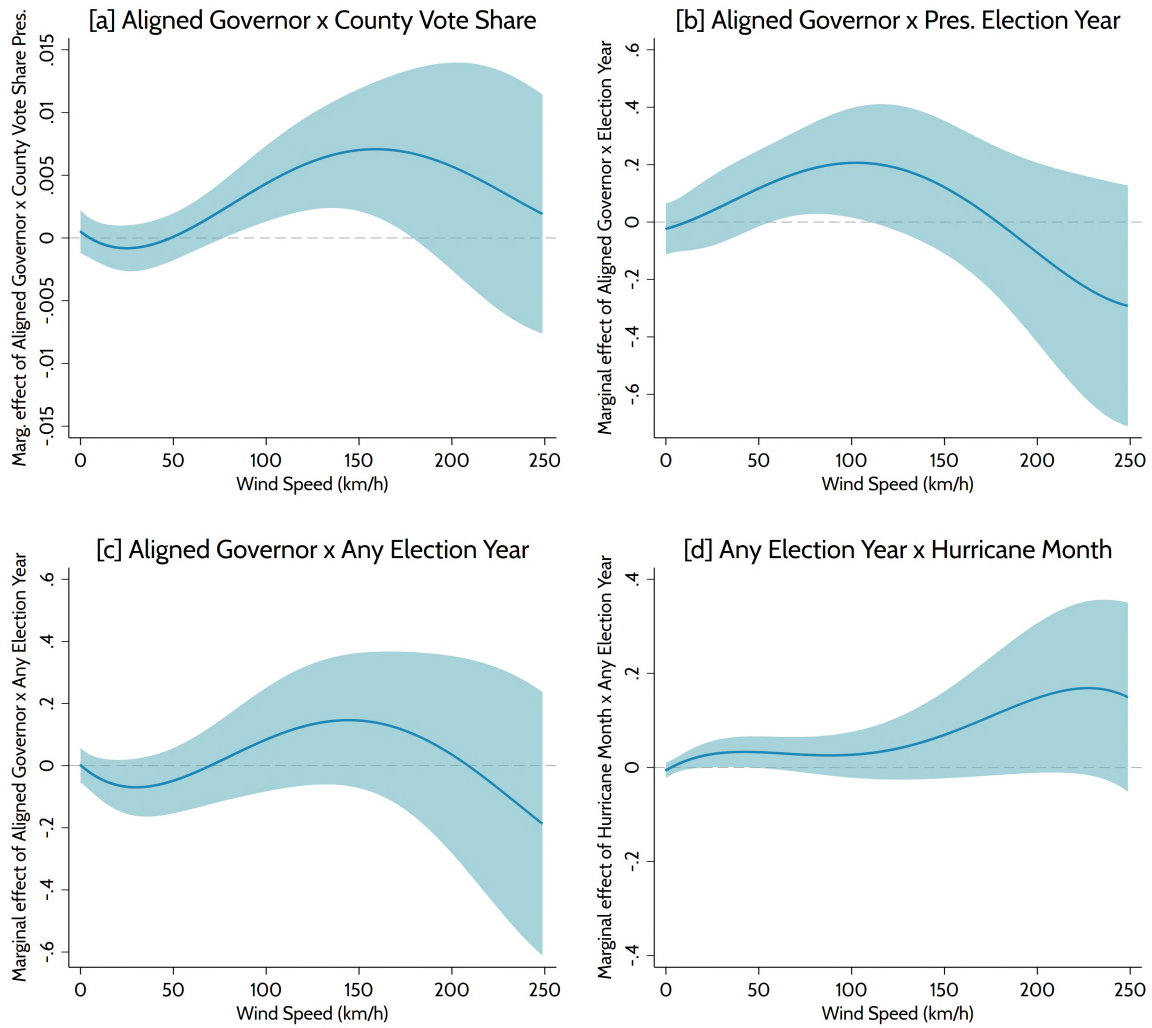 [a] Aligned Governor x County Vote Share
Marg. effect of Aligned Governor x County Vote Share Pres.
.015
.01
.005
0
-.005
-.01
-.015
0 50 100 150 200 250
Wind Speed (km/h)
[b] Aligned Governor x Pres. Election Year
Marginal effect of Aligned Governor x Election Year
.6
.4
.2
0
-.2
-.4
-.6
0 50 100 150 200 250
Wind Speed (km/h)
[c] Aligned Governor x Any Election Year
Marginal effect of Aligned Governor x Any Election Year
.6
.4
.2
0
-.2
-.4
-.6
0 50 100 150 200 250
Wind Speed (km/h)
[d] Any Election Year x Hurricane Month
Marginal effect of Hurricane Month x Any Election Year
.4
.2
0
-.2
-.4
0 50 100 150 200 250
Wind Speed (km/h)